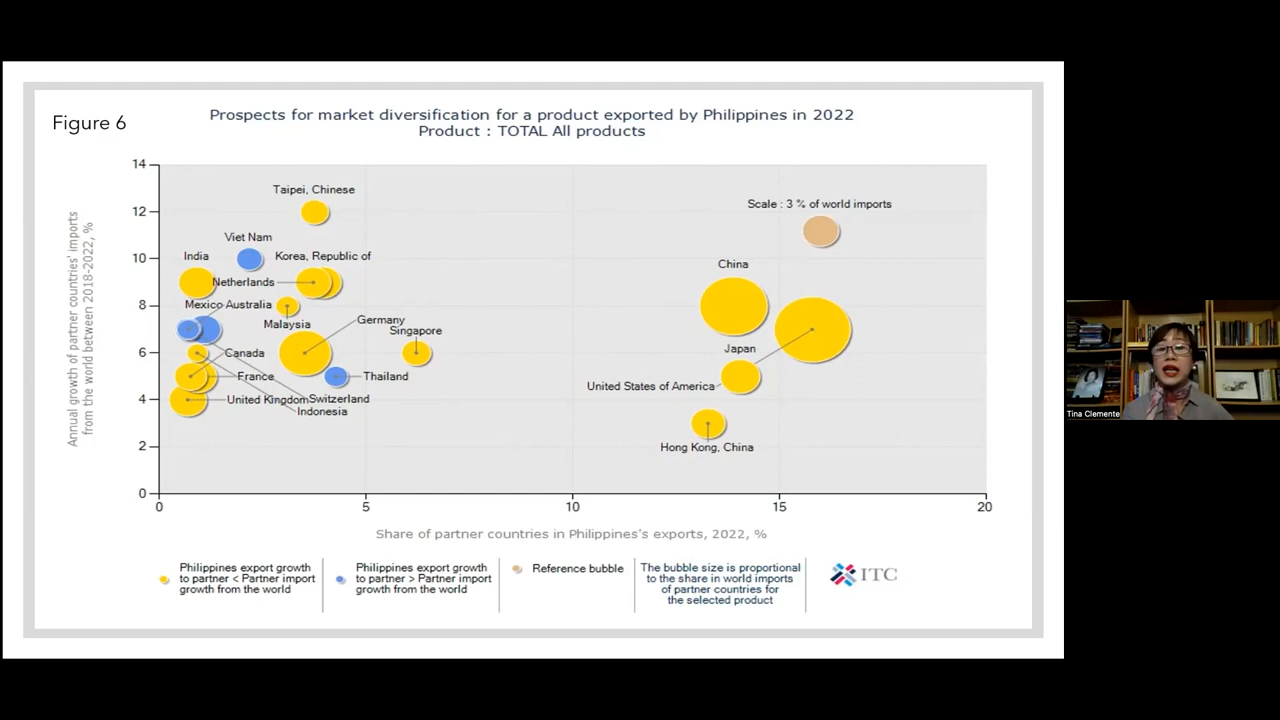 Figure 6
Prospects for market diversification for a product exported by Philippines in 2022
Product : TOTAL All products
Annual growth of partner countries' imports
from the world between 2018-2022, %
14
12
10
8
6
4
2
0
0
5
10
15
20
Taipei, Chinese
Scale : 3 % of world imports
Viet Nam
India
Korea, Republic of
China
Netherlands
Mexico
Australia
Malaysia
Germany
Singapore
Japan
Canada
France
Thailand
United States of America
United Kingdom
Switzerland
Indonesia
Hong Kong, China
Share of partner countries in Philippines's exports, 2022, %
Philippines export growth
to partner < Partner import
growth from the world
Philippines export growth
to partner > Partner import
growth from the world
Reference bubble
The bubble size is proportional
to the share in world imports
of partner countries for
the selected product
ITC
Tina Clemente